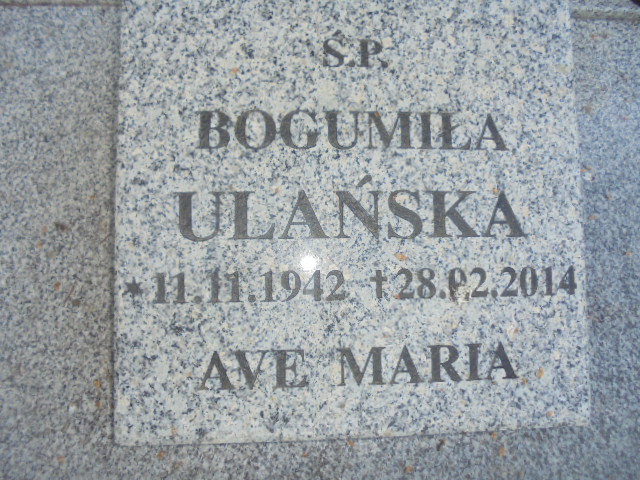 Ś.P.
BOGUMIŁA
ULAŃSKA
* 11.11.1942 † 28.02.2014
AVE MARIA